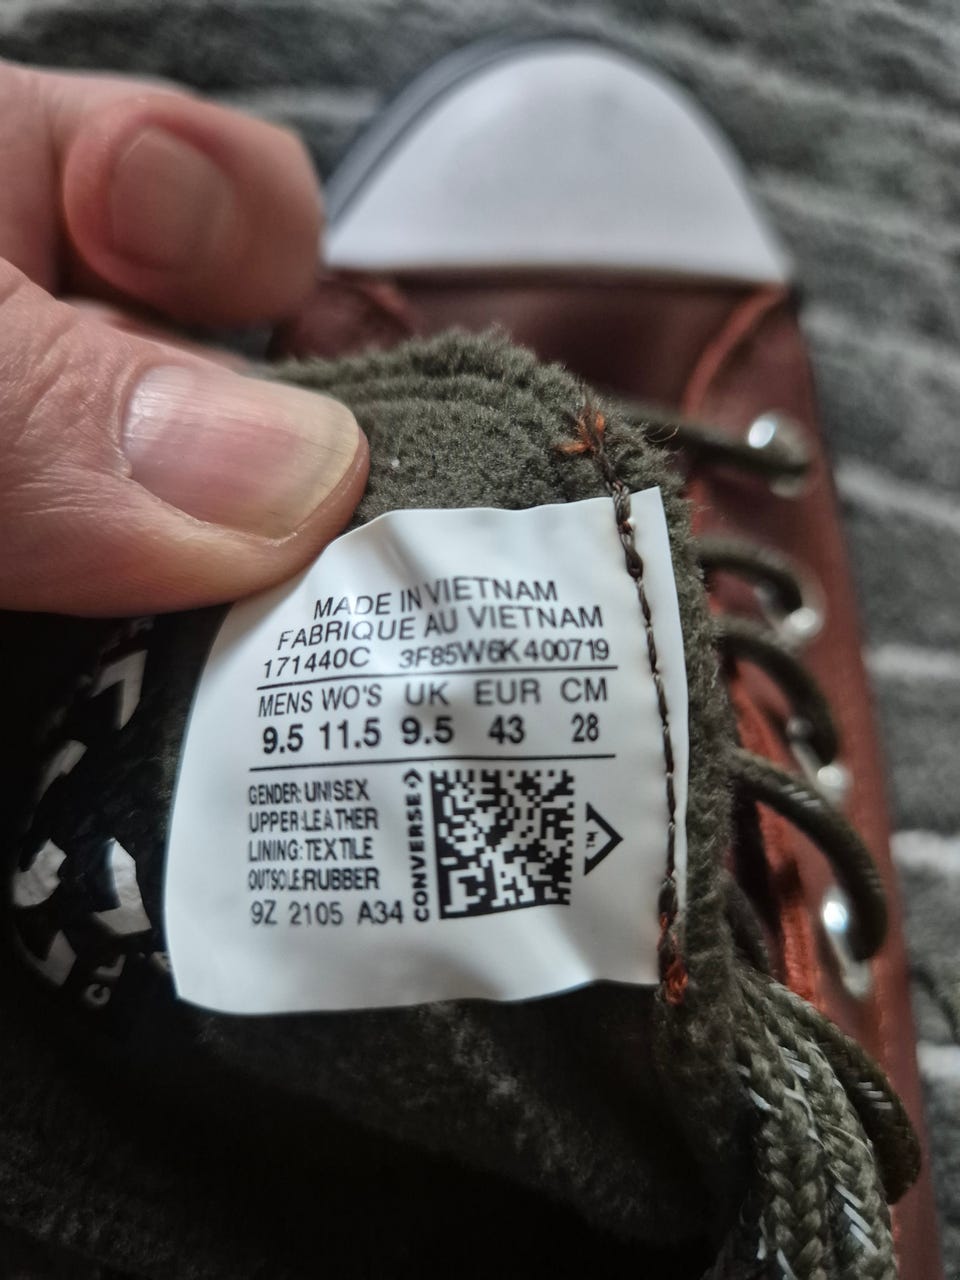 MADE IN VIETNAM
FABRIQUE AU VIETNAM
171440C 3F85W6K400719
MENS WO'S UK EUR CM
9.5 11.5 9.5 43 28
GENDER: UNISEX
UPPER:LEATHER
LINING:TEXTILE
OUTSOLE:RUBBER
9Z 2105 A34
CONVERSE
TM